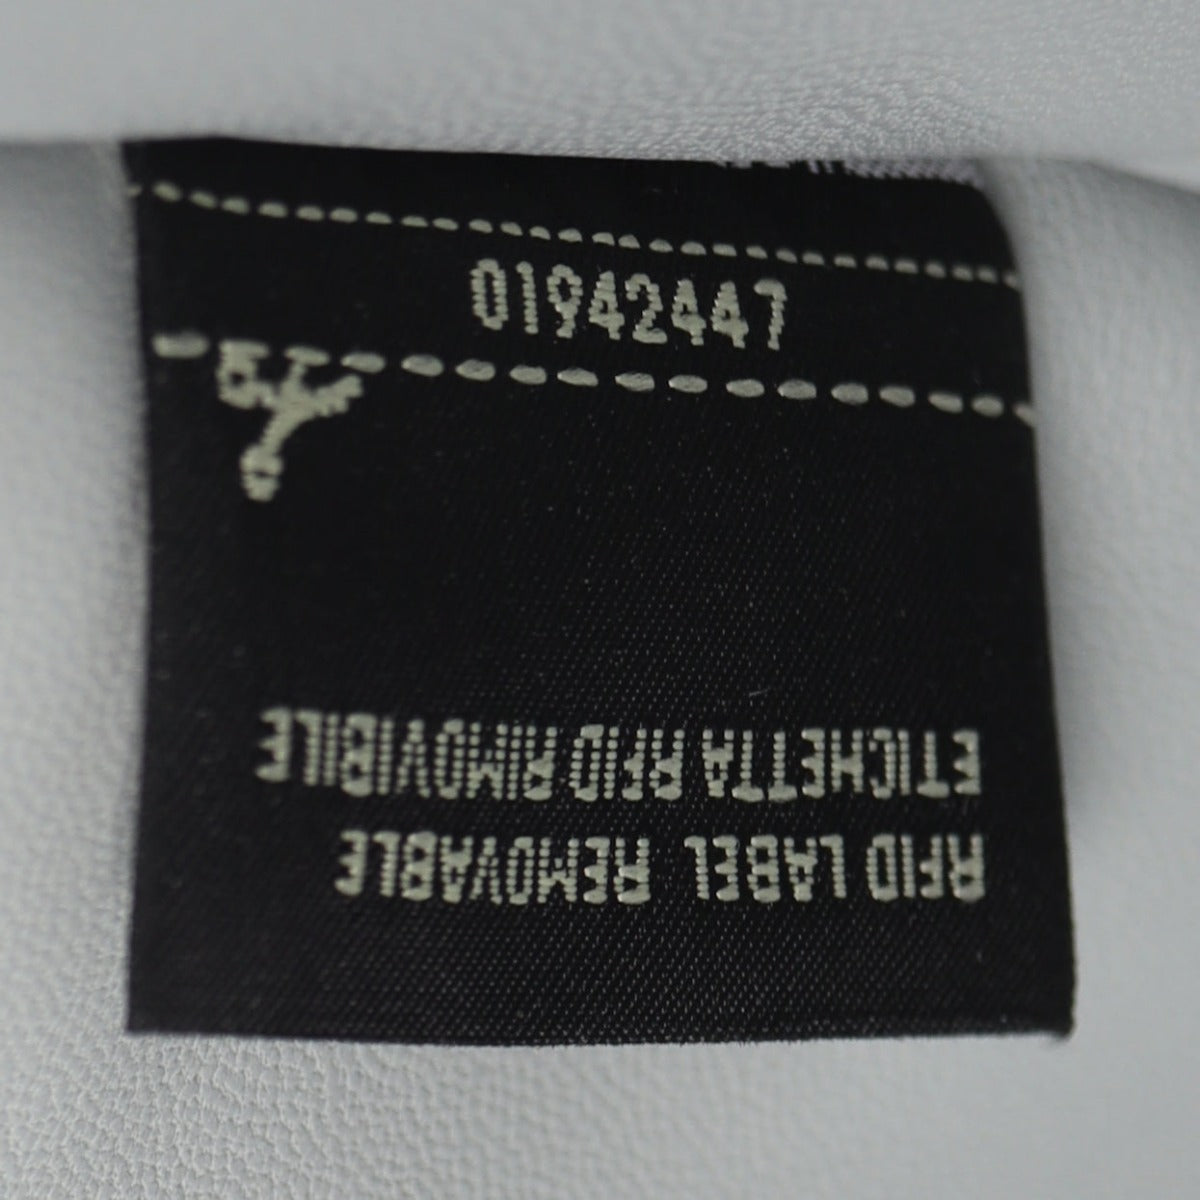 01942447
RFID LABEL REMOVABLE
ETICHETTA RFID RIMOVIBILE